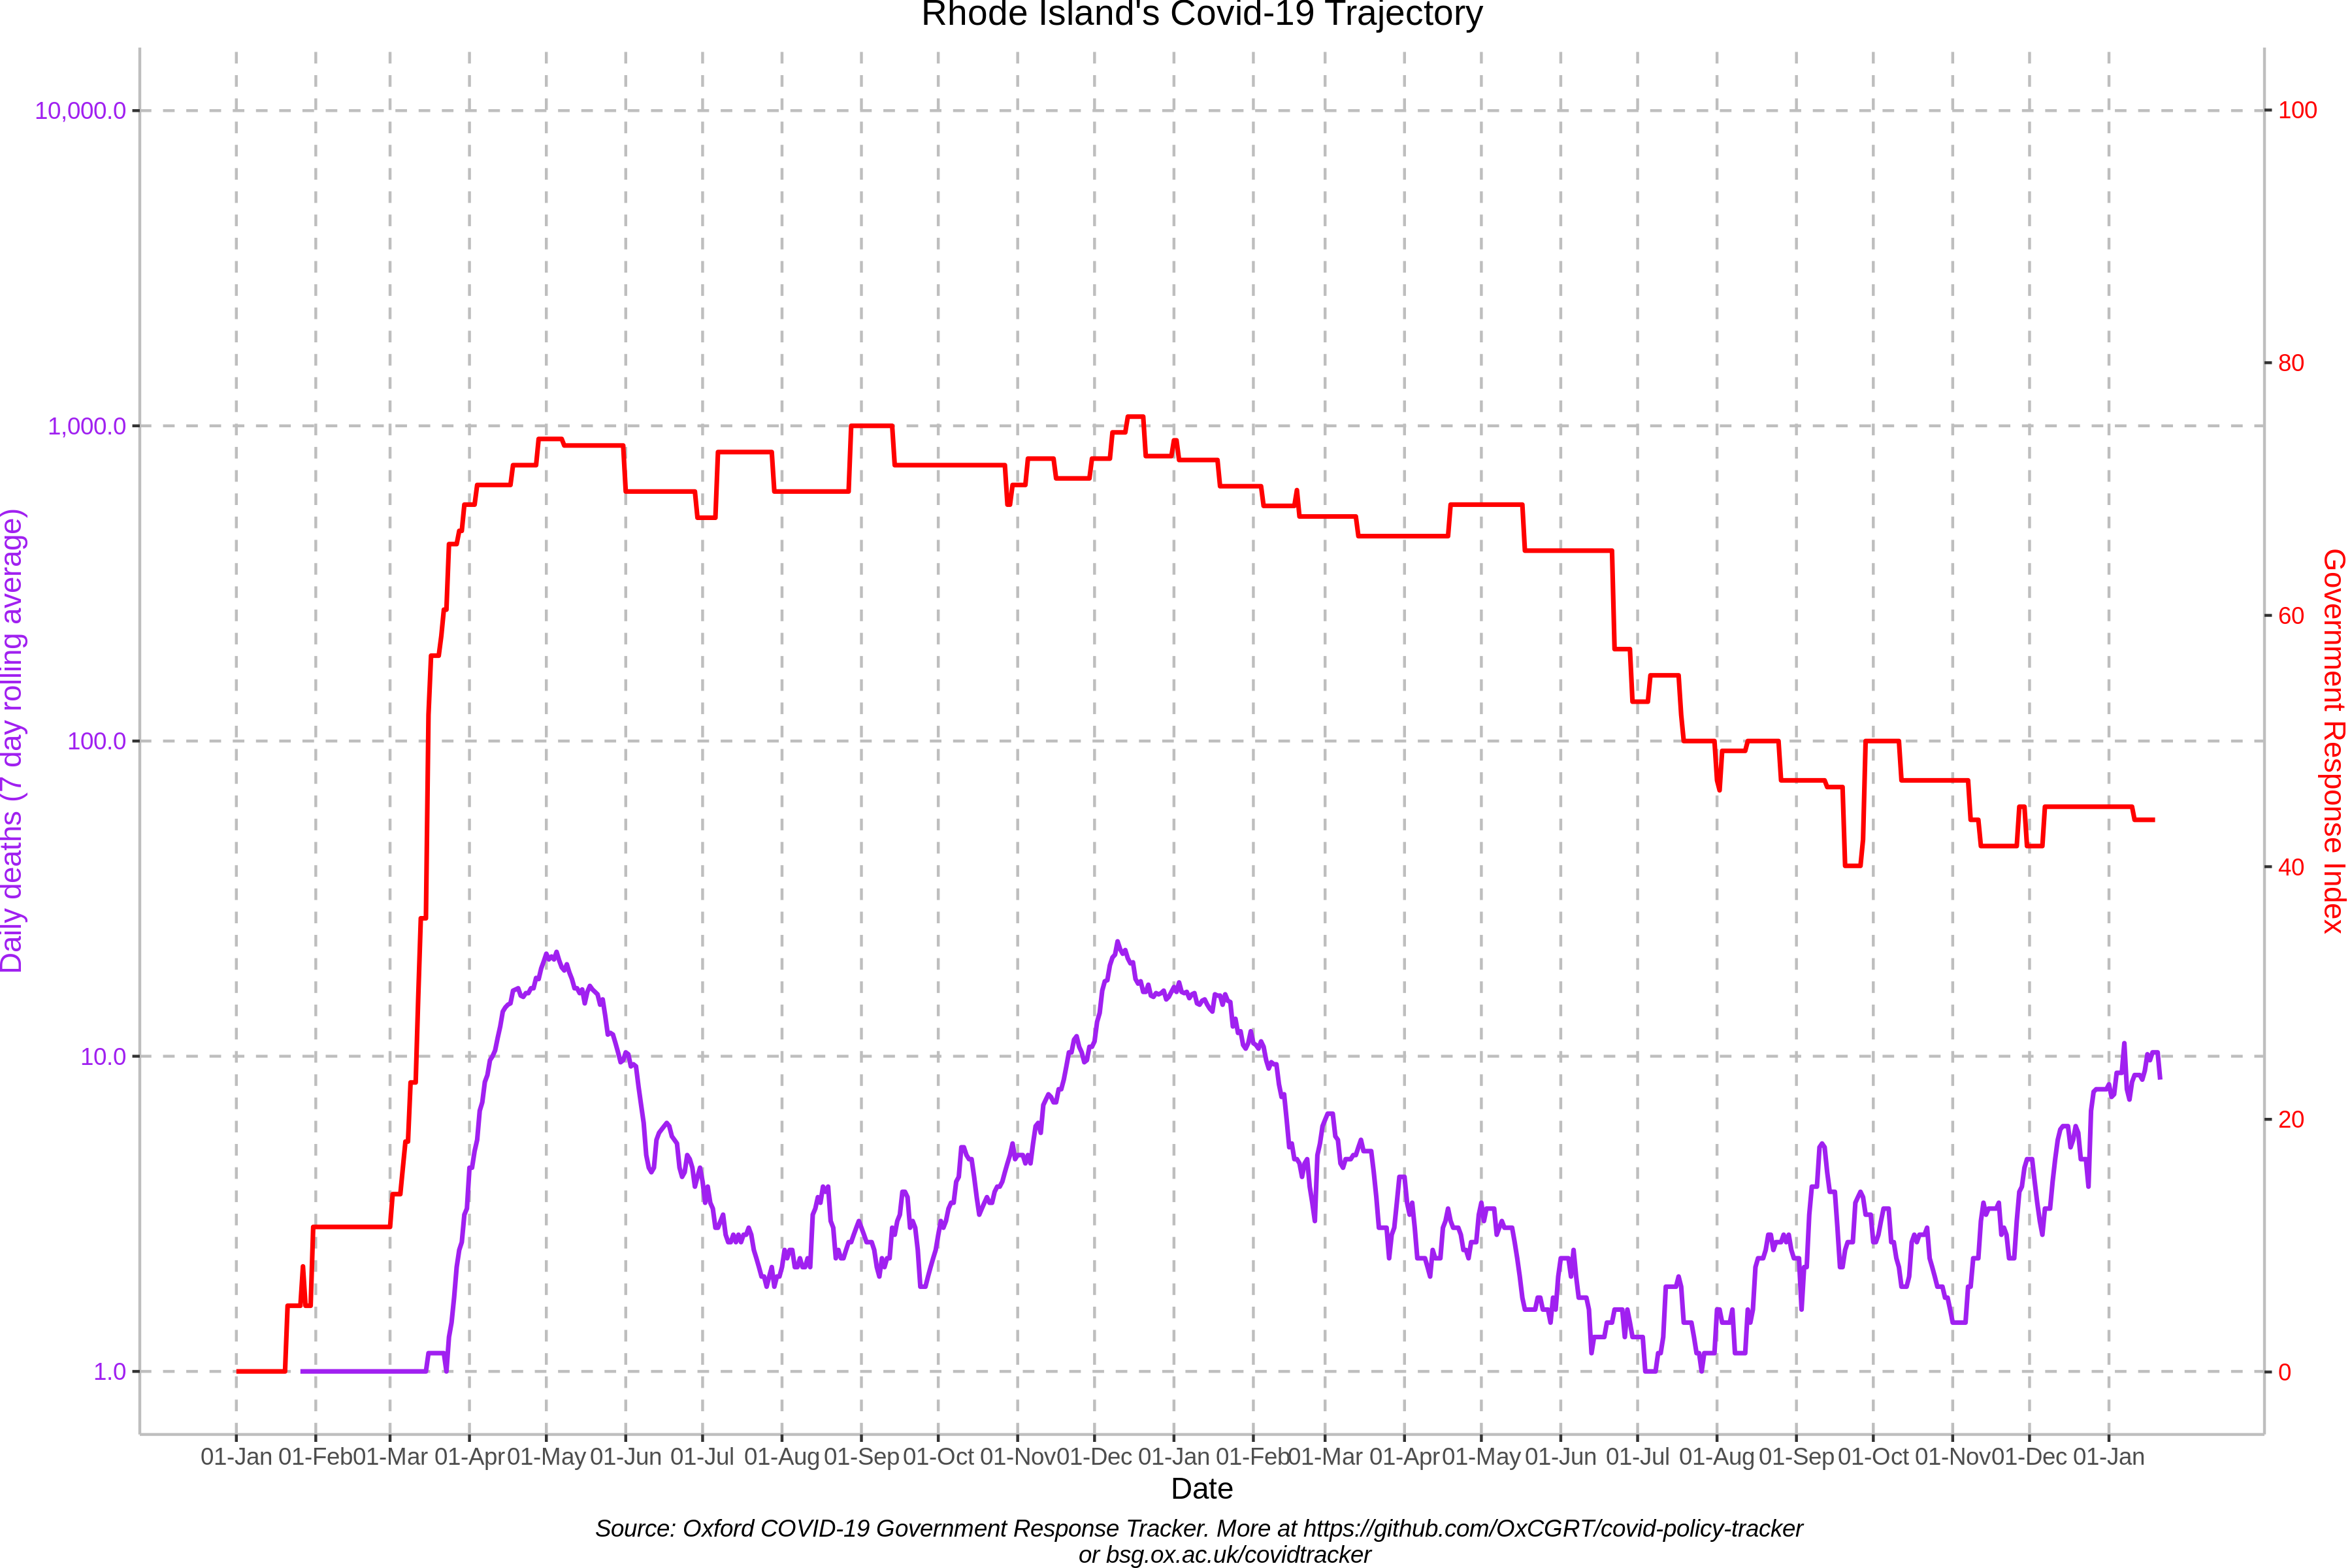 Rhode Island's Covid-19 Trajectory
10,000.0
1,000.0
100.0
10.0
1.0
Daily deaths (7 day rolling average)
100
80
60
40
20
0
Government Response Index
01-Jan 01-Feb 01-Mar 01-Apr 01-May 01-Jun 01-Jul 01-Aug 01-Sep 01-Oct 01-Nov 01-Dec 01-Jan 01-Feb 01-Mar 01-Apr 01-May 01-Jun 01-Jul 01-Aug 01-Sep 01-Oct 01-Nov 01-Dec 01-Jan
Date
Source: Oxford COVID-19 Government Response Tracker. More at https://github.com/OxCGRT/covid-policy-tracker
or bsg.ox.ac.uk/covidtracker